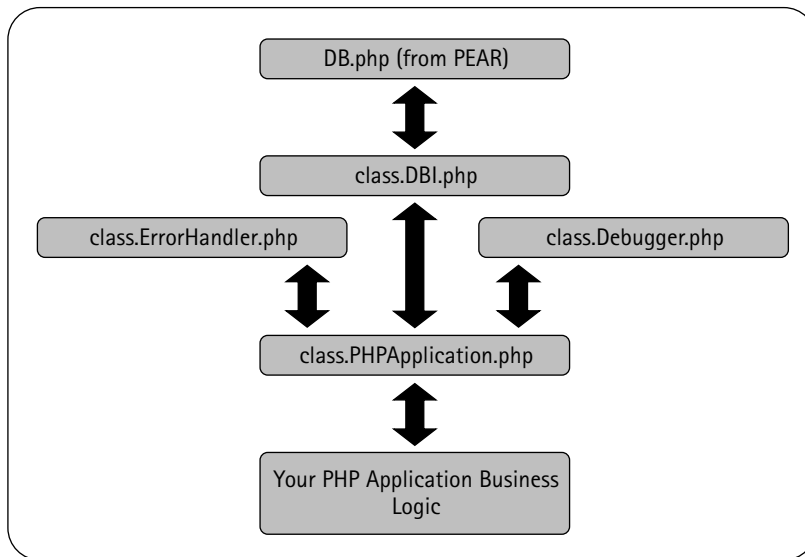 DB.php (from PEAR)
class.DBI.php
class.ErrorHandler.php
class.Debugger.php
class.PHPApplication.php
Your PHP Application Business
Logic